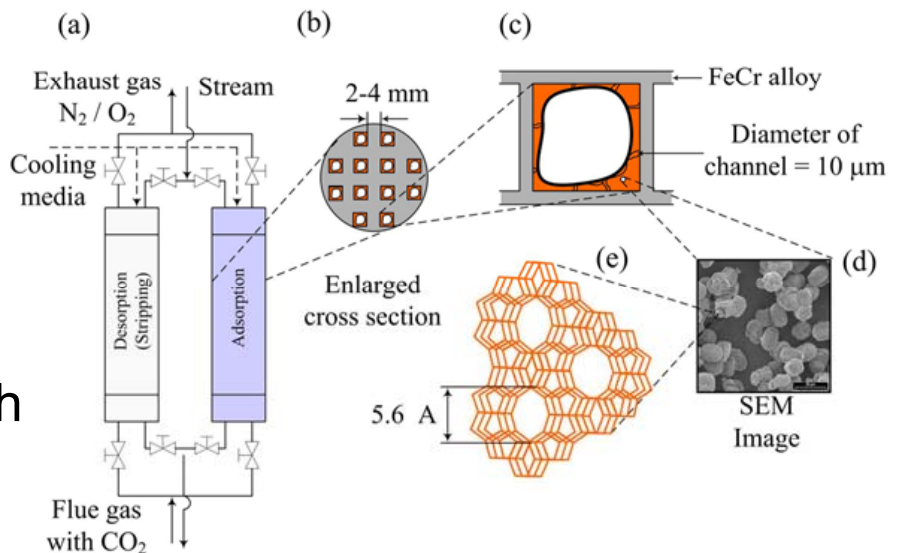 (a)
(b)
(c)
Exhaust gas
N₂ / O₂
Stream
2-4 mm
FeCr alloy
Cooling
media
Diameter of
channel = 10 μm
Desorption
(Stripping)
Adsorption
Enlarged
cross section
(e)
(d)
h
5.6 A
SEM
Image
Flue gas
with CO₂